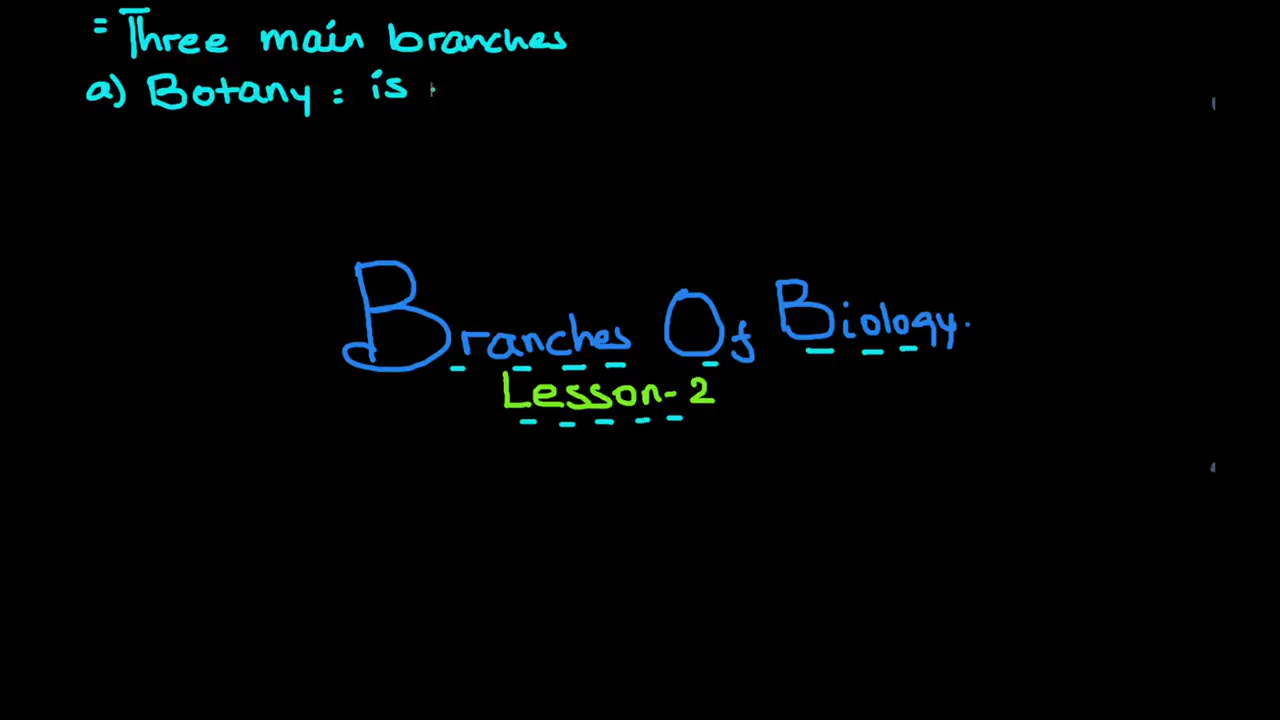 = Three main branches
a) Botany : is
Branches Of Biology.
Lesson-2